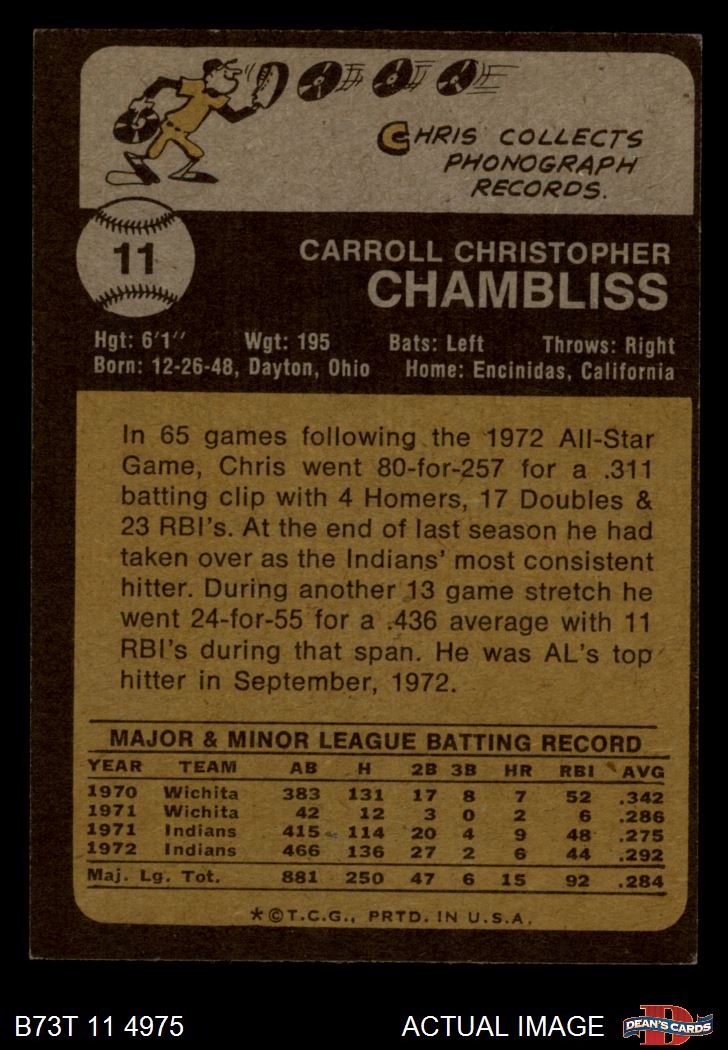 CHRIS COLLECTS
PHONOGRAPH
RECORDS.
11
CARROLL CHRISTOPHER
CHAMBLISS
Hgt: 6'1" Wgt: 195 Bats: Left Throws: Right
Born: 12-26-48, Dayton, Ohio Home: Encinidas, California
In 65 games following the 1972 All-Star
Game, Chris went 80-for-257 for a .311
batting clip with 4 Homers, 17 Doubles &
23 RBI's. At the end of last season he had
taken over as the Indians' most consistent
hitter. During another 13 game stretch he
went 24-for-55 for a .436 average with 11
RBI's during that span. He was AL's top
hitter in September, 1972.
MAJOR & MINOR LEAGUE BATTING RECORD
YEAR TEAM AB H 2B 3B HR RBI AVG
1970 Wichita 383 131 17 8 7 52 .342
1971 Wichita 42 12 3 0 2 6 .286
1971 Indians 415 114 20 4 9 48 .275
1972 Indians 466 136 27 2 6 44 .292
Maj. Lg. Tot. 881 250 47 6 15 92 .284
*©T.C.G., PRTD. IN U.S.A.
B73T 11 4975 ACTUAL IMAGE DEAN'S CARDS